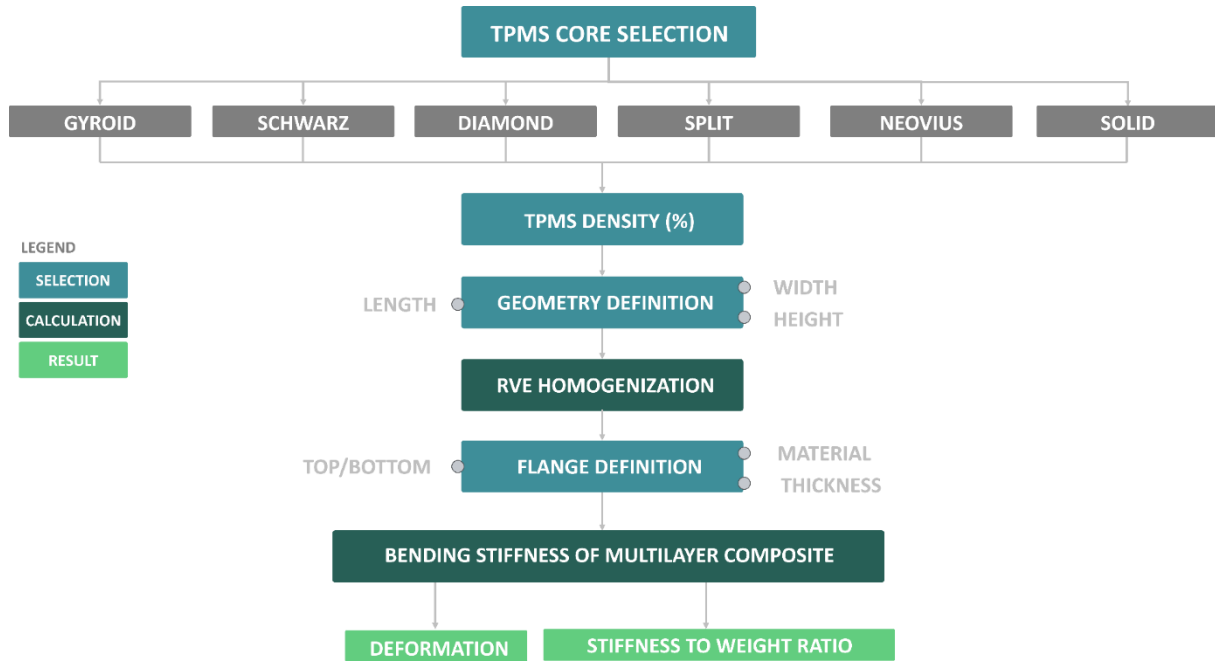 TPMS CORE SELECTION
GYROID
SCHWARZ
DIAMOND
SPLIT
NEOVIUS
SOLID
TPMS DENSITY (%)
LEGEND
SELECTION
CALCULATION
RESULT
LENGTH
GEOMETRY DEFINITION
WIDTH
HEIGHT
RVE HOMOGENIZATION
TOP/BOTTOM
FLANGE DEFINITION
MATERIAL
THICKNESS
BENDING STIFFNESS OF MULTILAYER COMPOSITE
DEFORMATION
STIFFNESS TO WEIGHT RATIO